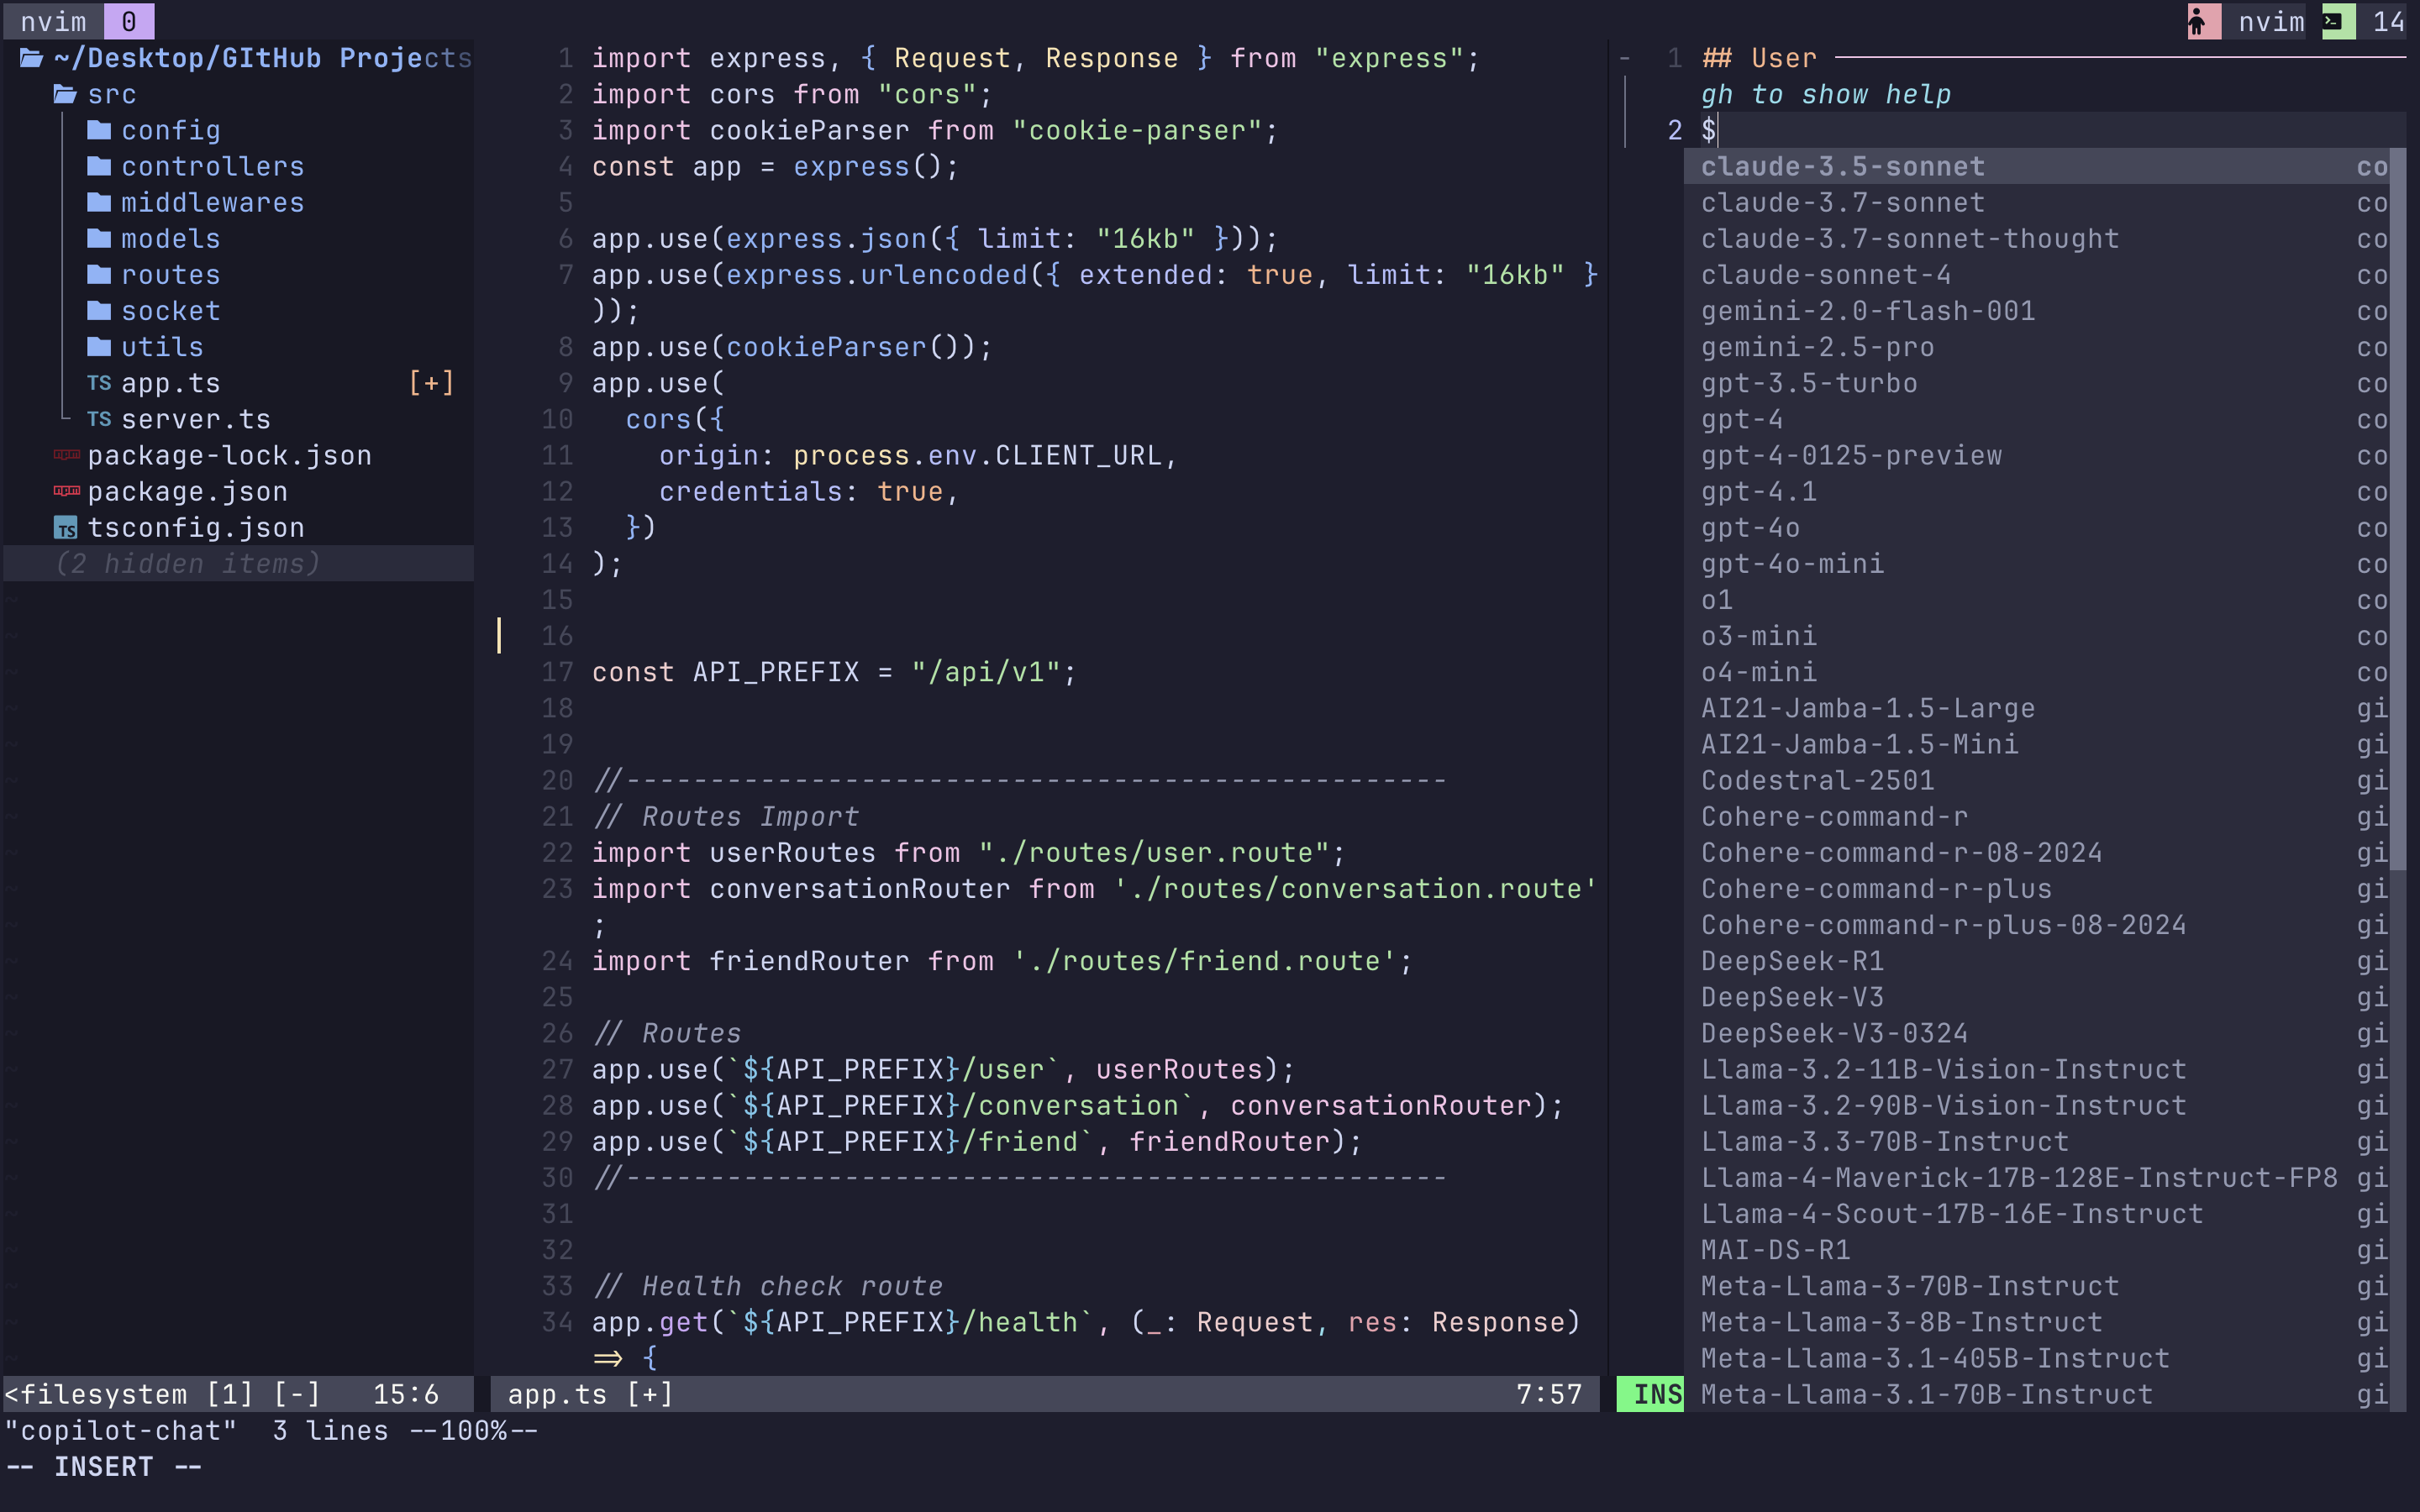 nvim 0
nvim 14
~/Desktop/GItHub Projects
src
config
controllers
middlewares
models
routes
socket
utils
TS app.ts [+]
TS server.ts
package-lock.json
package.json
TS tsconfig.json
(2 hidden items)
<filesystem [1] [-] 15:6
1 import express, { Request, Response } from "express";
2 import cors from "cors";
3 import cookieParser from "cookie-parser";
4 const app = express();
5
6 app.use(express.json({ limit: "16kb" }));
7 app.use(express.urlencoded({ extended: true, limit: "16kb" }
));
8 app.use(cookieParser());
9 app.use(
10 cors({
11 origin: process.env.CLIENT_URL,
12 credentials: true,
13 })
14 );
15
16
17 const API_PREFIX = "/api/v1";
18
19
20 //-------------------------------------------------
21 // Routes Import
22 import userRoutes from "./routes/user.route";
23 import conversationRouter from './routes/conversation.route'
;
24 import friendRouter from './routes/friend.route';
25
26 // Routes
27 app.use(`${API_PREFIX}/user`, userRoutes);
28 app.use(`${API_PREFIX}/conversation`, conversationRouter);
29 app.use(`${API_PREFIX}/friend`, friendRouter);
30 //-------------------------------------------------
31
32
33 // Health check route
34 app.get(`${API_PREFIX}/health`, (_: Request, res: Response)
=> {
app.ts [+] 7:57
- 1 ## User
gh to show help
2 $
claude-3.5-sonnet co
claude-3.7-sonnet co
claude-3.7-sonnet-thought co
claude-sonnet-4 co
gemini-2.0-flash-001 co
gemini-2.5-pro co
gpt-3.5-turbo co
gpt-4 co
gpt-4-0125-preview co
gpt-4.1 co
gpt-4o co
gpt-4o-mini co
o1 co
o3-mini co
o4-mini co
AI21-Jamba-1.5-Large gi
AI21-Jamba-1.5-Mini gi
Codestral-2501 gi
Cohere-command-r gi
Cohere-command-r-08-2024 gi
Cohere-command-r-plus gi
Cohere-command-r-plus-08-2024 gi
DeepSeek-R1 gi
DeepSeek-V3 gi
DeepSeek-V3-0324 gi
Llama-3.2-11B-Vision-Instruct gi
Llama-3.2-90B-Vision-Instruct gi
Llama-3.3-70B-Instruct gi
Llama-4-Maverick-17B-128E-Instruct-FP8 gi
Llama-4-Scout-17B-16E-Instruct gi
MAI-DS-R1 gi
Meta-Llama-3-70B-Instruct gi
Meta-Llama-3-8B-Instruct gi
Meta-Llama-3.1-405B-Instruct gi
Meta-Llama-3.1-70B-Instruct gi
INS
"copilot-chat" 3 lines --100%--
-- INSERT --